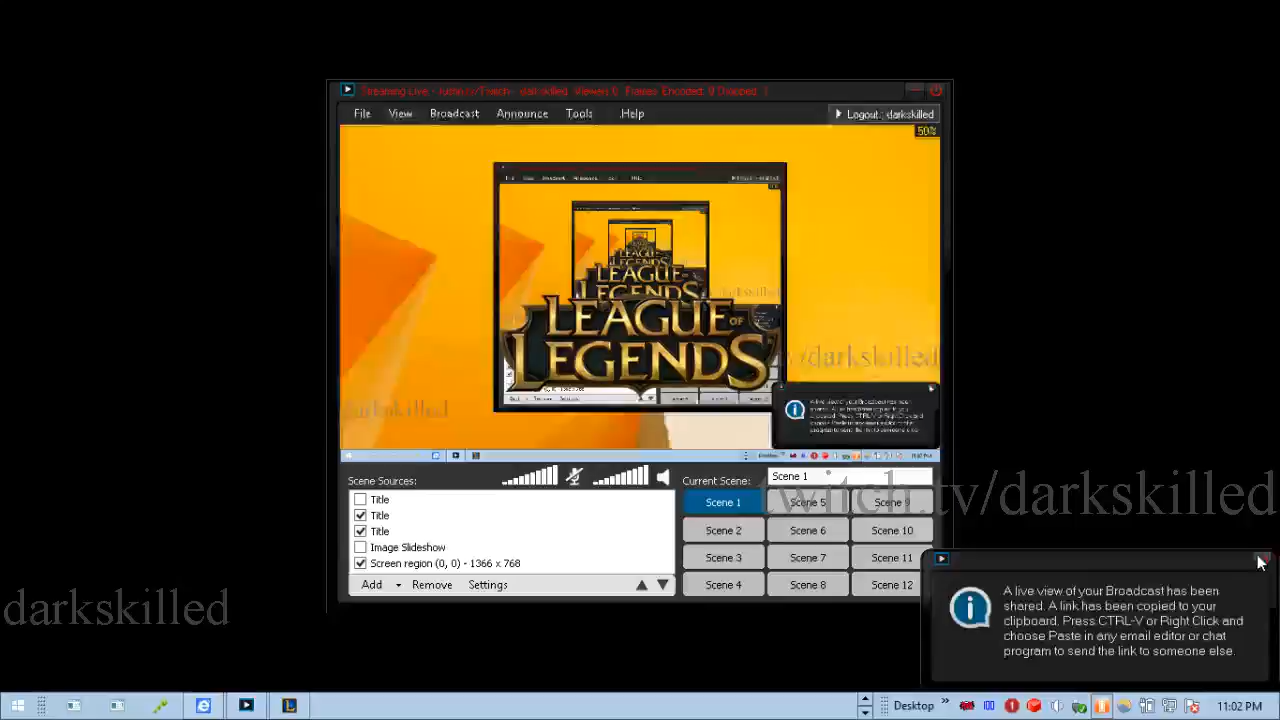 File View Broadcast Announce Tools Help Logout: darkskilled
50%
LEAGUE
LEGENDS
LEAGUE OF
LEGENDS
tv/darkskilled
darkskilled
Scene Sources:
Title
Title
Title
Image Slideshow
Screen region (0, 0) - 1366 x 768
Add Remove Settings
Current Scene: Scene 1
Scene 1 Scene 5 Scene 9
Scene 2 Scene 6 Scene 10
Scene 3 Scene 7 Scene 11
Scene 4 Scene 8 Scene 12
twitch.tv/darkskilled
darkskilled
A live view of your Broadcast has been
shared. A link has been copied to your
clipboard. Press CTRL-V or Right Click and
choose Paste in any email editor or chat
program to send the link to someone else.
Desktop
11:02 PM